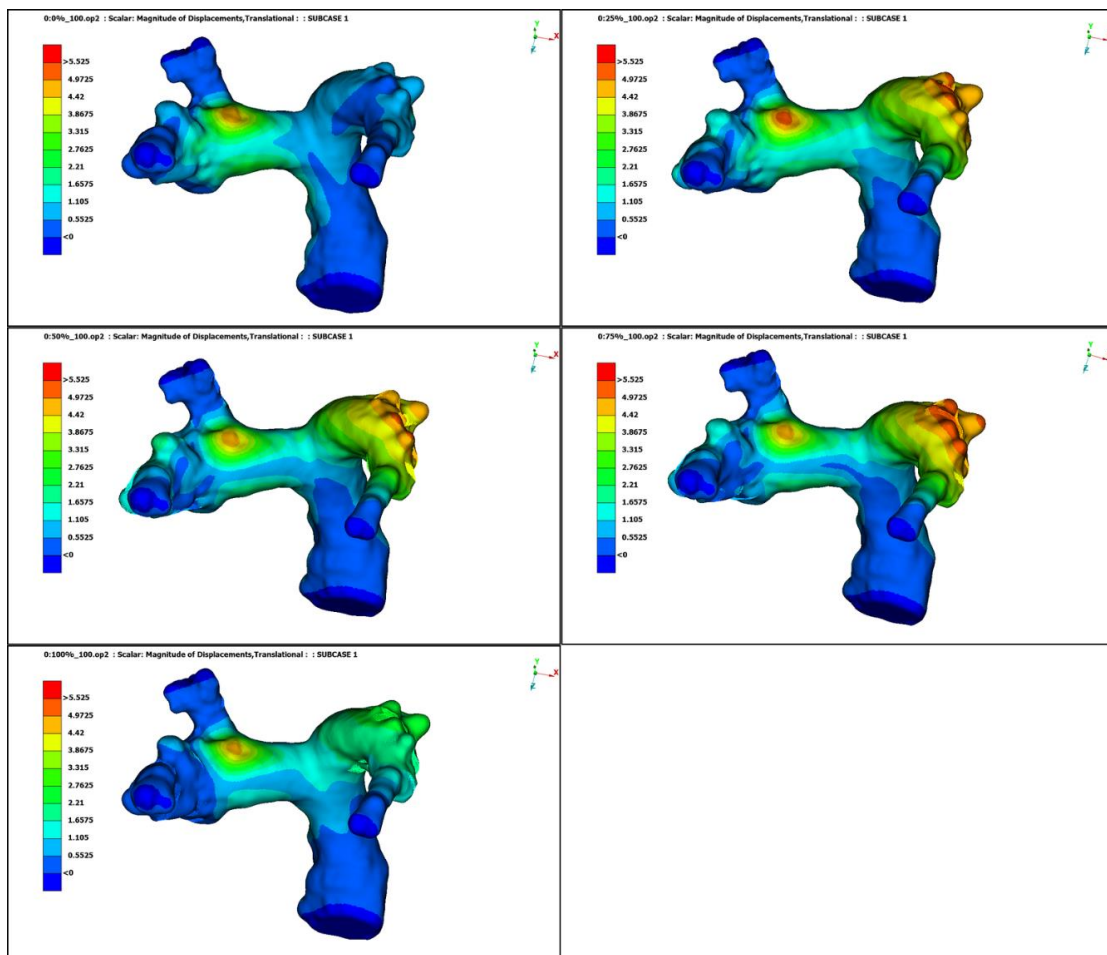 0:0%_100.op2 : Scalar: Magnitude of Displacements,Translational : : SUBCASE 1
>5.525
4.9725
4.42
3.8675
3.315
2.7625
2.21
1.6575
1.105
0.5525
<0
Y
X
Z
0:25%_100.op2 : Scalar: Magnitude of Displacements,Translational : : SUBCASE 1
>5.525
4.9725
4.42
3.8675
3.315
2.7625
2.21
1.6575
1.105
0.5525
<0
Y
X
Z
0:50%_100.op2 : Scalar: Magnitude of Displacements,Translational : : SUBCASE 1
>5.525
4.9725
4.42
3.8675
3.315
2.7625
2.21
1.6575
1.105
0.5525
<0
Y
X
Z
0:75%_100.op2 : Scalar: Magnitude of Displacements,Translational : : SUBCASE 1
>5.525
4.9725
4.42
3.8675
3.315
2.7625
2.21
1.6575
1.105
0.5525
<0
Y
X
Z
0:100%_100.op2 : Scalar: Magnitude of Displacements,Translational : : SUBCASE 1
>5.525
4.9725
4.42
3.8675
3.315
2.7625
2.21
1.6575
1.105
0.5525
<0
Y
X
Z